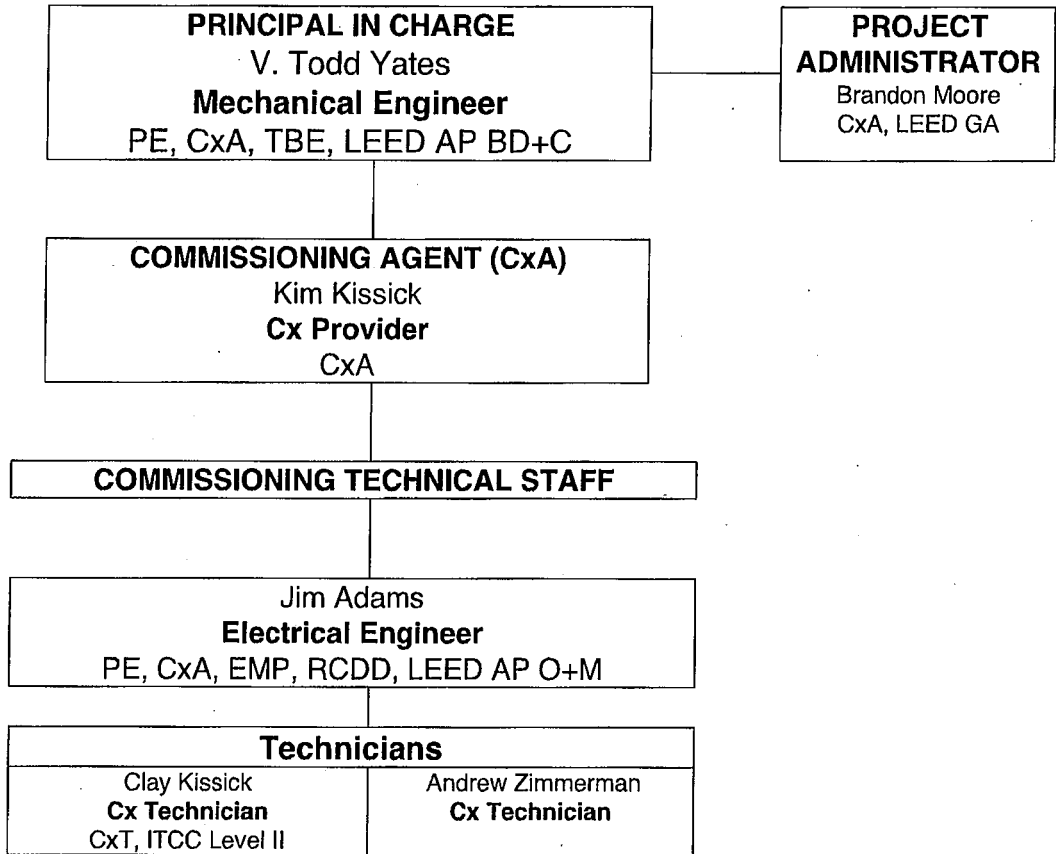 PRINCIPAL IN CHARGE
V. Todd Yates
Mechanical Engineer
PE, CxA, TBE, LEED AP BD+C
PROJECT
ADMINISTRATOR
Brandon Moore
CxA, LEED GA
COMMISSIONING AGENT (CxA)
Kim Kissick
Cx Provider
CxA
COMMISSIONING TECHNICAL STAFF
Jim Adams
Electrical Engineer
PE, CxA, EMP, RCDD, LEED AP O+M
Technicians
Clay Kissick
Cx Technician
CxT, ITCC Level II
Andrew Zimmerman
Cx Technician